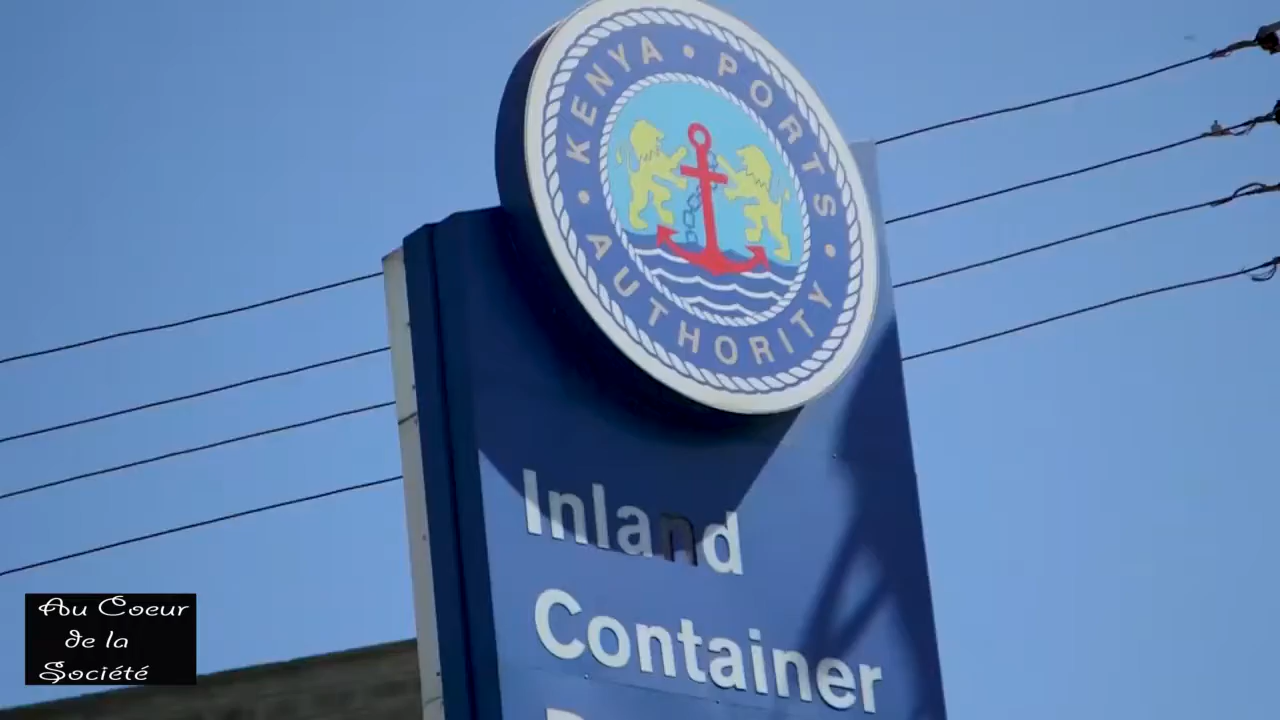 KENYA • PORTS
AUTHORITY
Inland
Container
Au Coeur
de la
Société